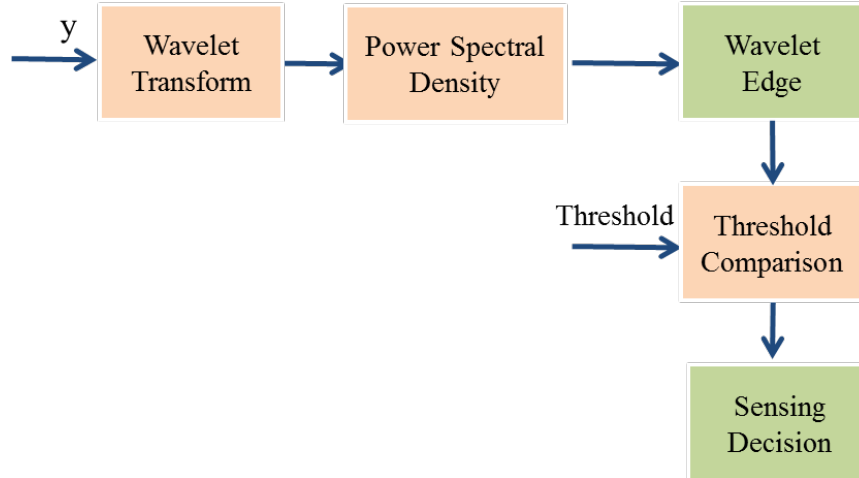 y
Wavelet
Transform
Power Spectral
Density
Wavelet
Edge
Threshold
Threshold
Comparison
Sensing
Decision